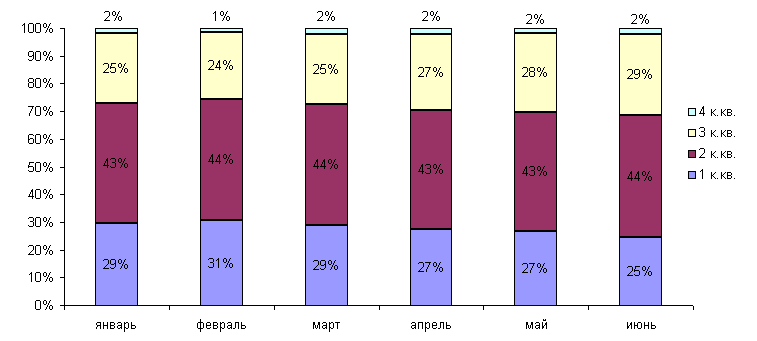 2% 1% 2% 2% 2% 2%
100%
90%
80%
70%
60%
50%
40%
30%
20%
10%
0%
25% 24% 25% 27% 28% 29%
43% 44% 44% 43% 43% 44%
29% 31% 29% 27% 27% 25%
январь февраль март апрель май июнь
4 к.кв.
3 к.кв.
2 к.кв.
1 к.кв.